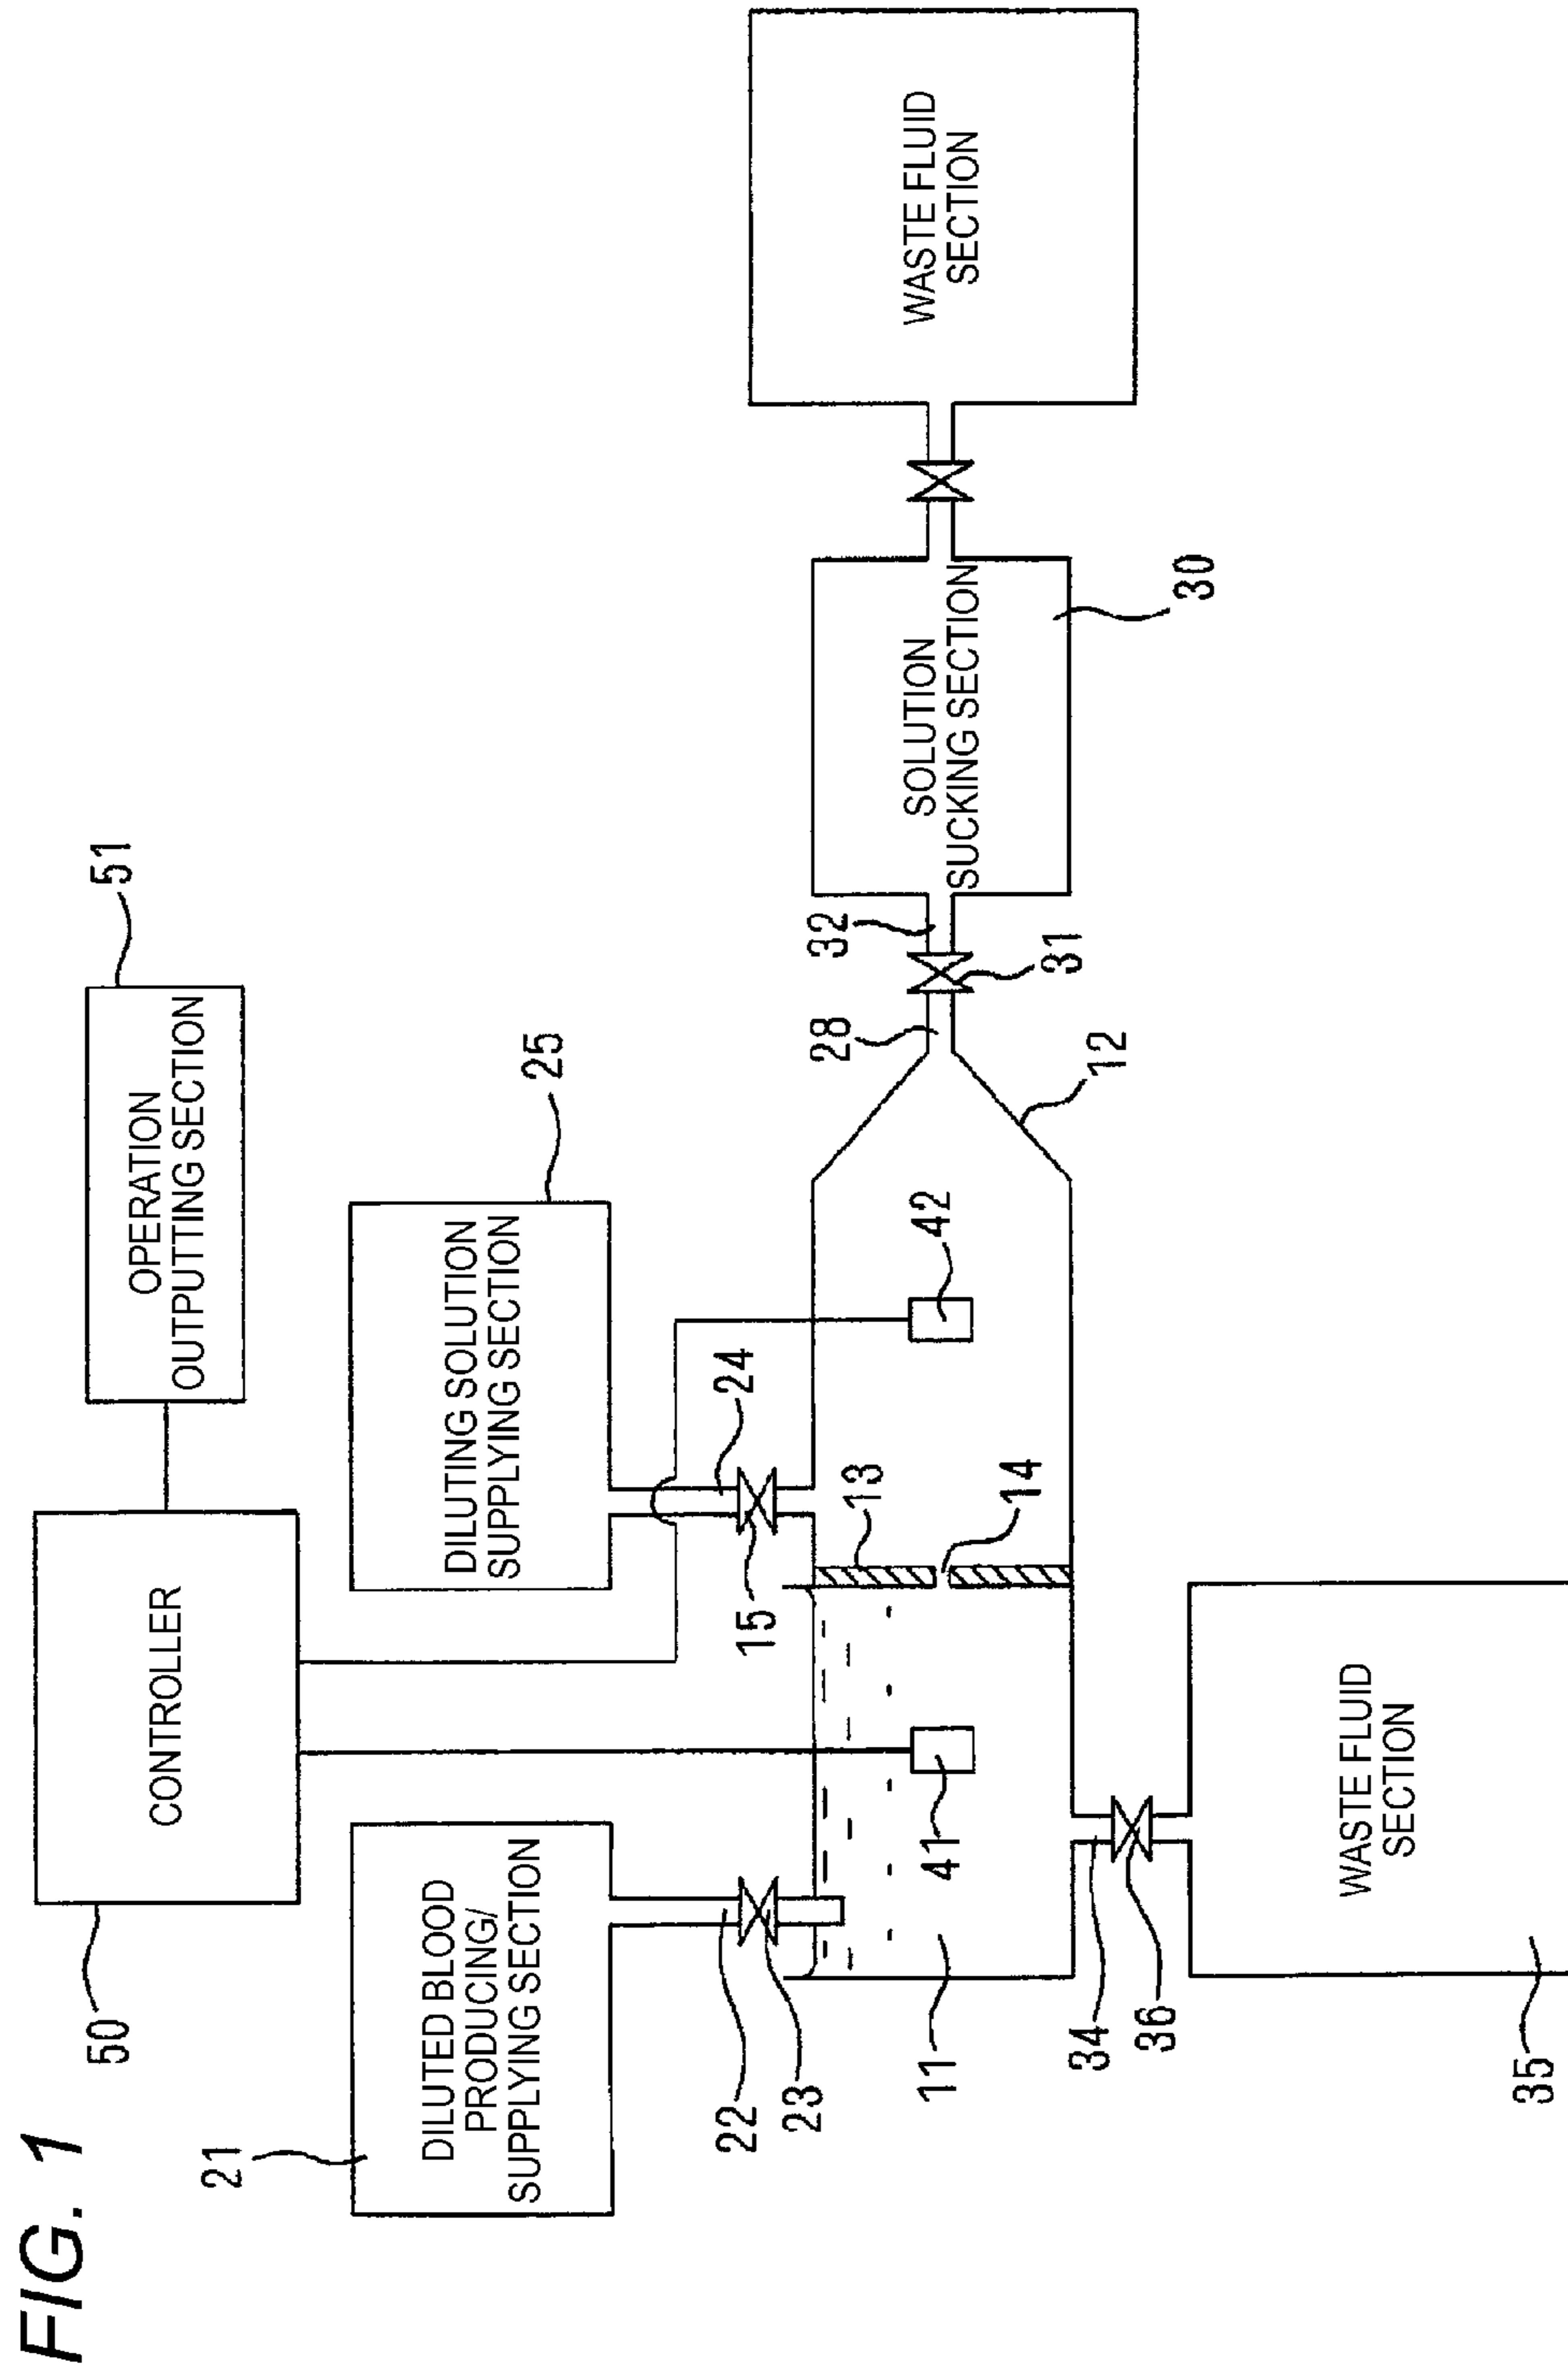 FIG. 1
50
CONTROLLER
OPERATION
OUTPUTTING SECTION
51
21
DILUTED BLOOD
PRODUCING/
SUPPLYING SECTION
DILUTING SOLUTION
SUPPLYING SECTION
25
22
23
15
24
13
14
42
28
32
31
12
SOLUTION
SUCKING SECTION
30
WASTE FLUID
SECTION
11
41
34
36
35
WASTE FLUID
SECTION